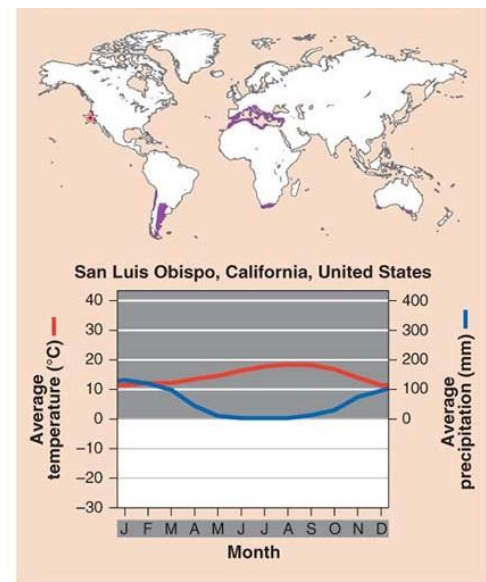 San Luis Obispo, California, United States
Average temperature (°C)
40
30
20
10
0
–10
–20
–30
400
300
200
100
0
Average precipitation (mm)
J F M A M J J A S O N D
Month